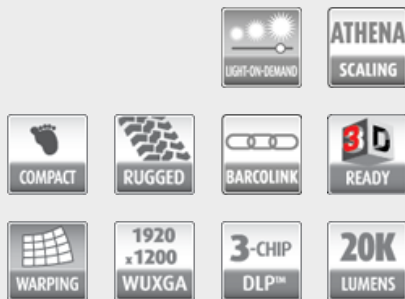 LIGHT-ON-DEMAND
ATHENA
SCALING
COMPACT
RUGGED
BARCOLINK
3D
READY
WARPING
1920
x1200
WUXGA
3-CHIP
DLP™
20K
LUMENS